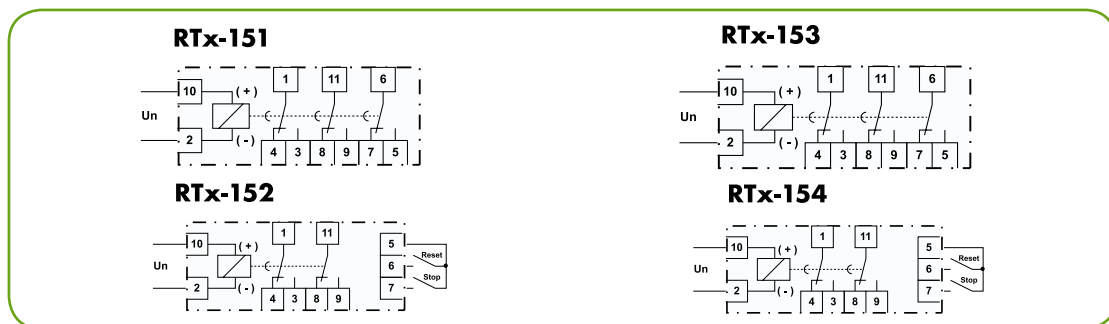 RTx-151
1 11 6
10 (+)
Un
2 (-)
4 3 8 9 7 5
RTx-153
1 11 6
10 (+)
Un
2 (-)
4 3 8 9 7 5
RTx-152
1 11
10 (+) 5
Reset
Un 6
Stop
2 (-) 7
4 3 8 9
RTx-154
1 11
10 (+) 5
Reset
Un 6
Stop
2 (-) 7
4 3 8 9